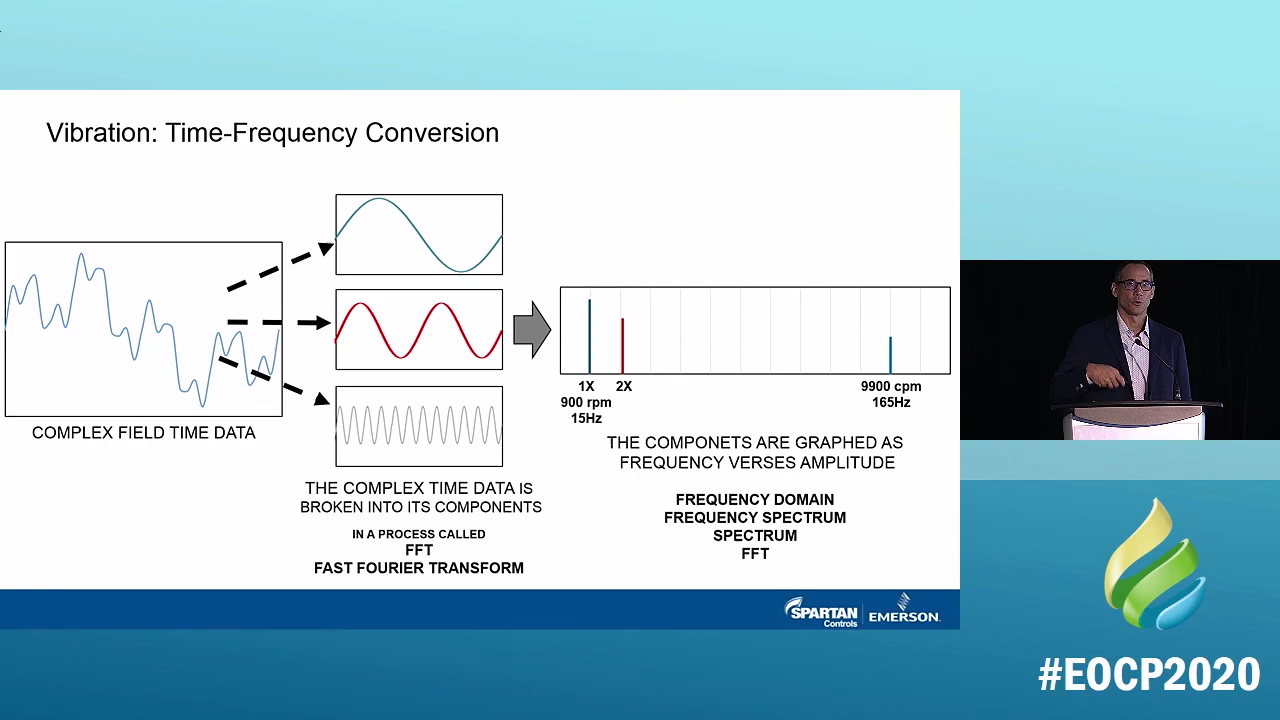 Vibration: Time-Frequency Conversion
COMPLEX FIELD TIME DATA
THE COMPLEX TIME DATA IS
BROKEN INTO ITS COMPONENTS
IN A PROCESS CALLED
FFT
FAST FOURIER TRANSFORM
1X
2X
900 rpm
15Hz
9900 cpm
165Hz
THE COMPONETS ARE GRAPHED AS
FREQUENCY VERSES AMPLITUDE
FREQUENCY DOMAIN
FREQUENCY SPECTRUM
SPECTRUM
FFT
SPARTAN
Controls
EMERSON.
#EOCP2020